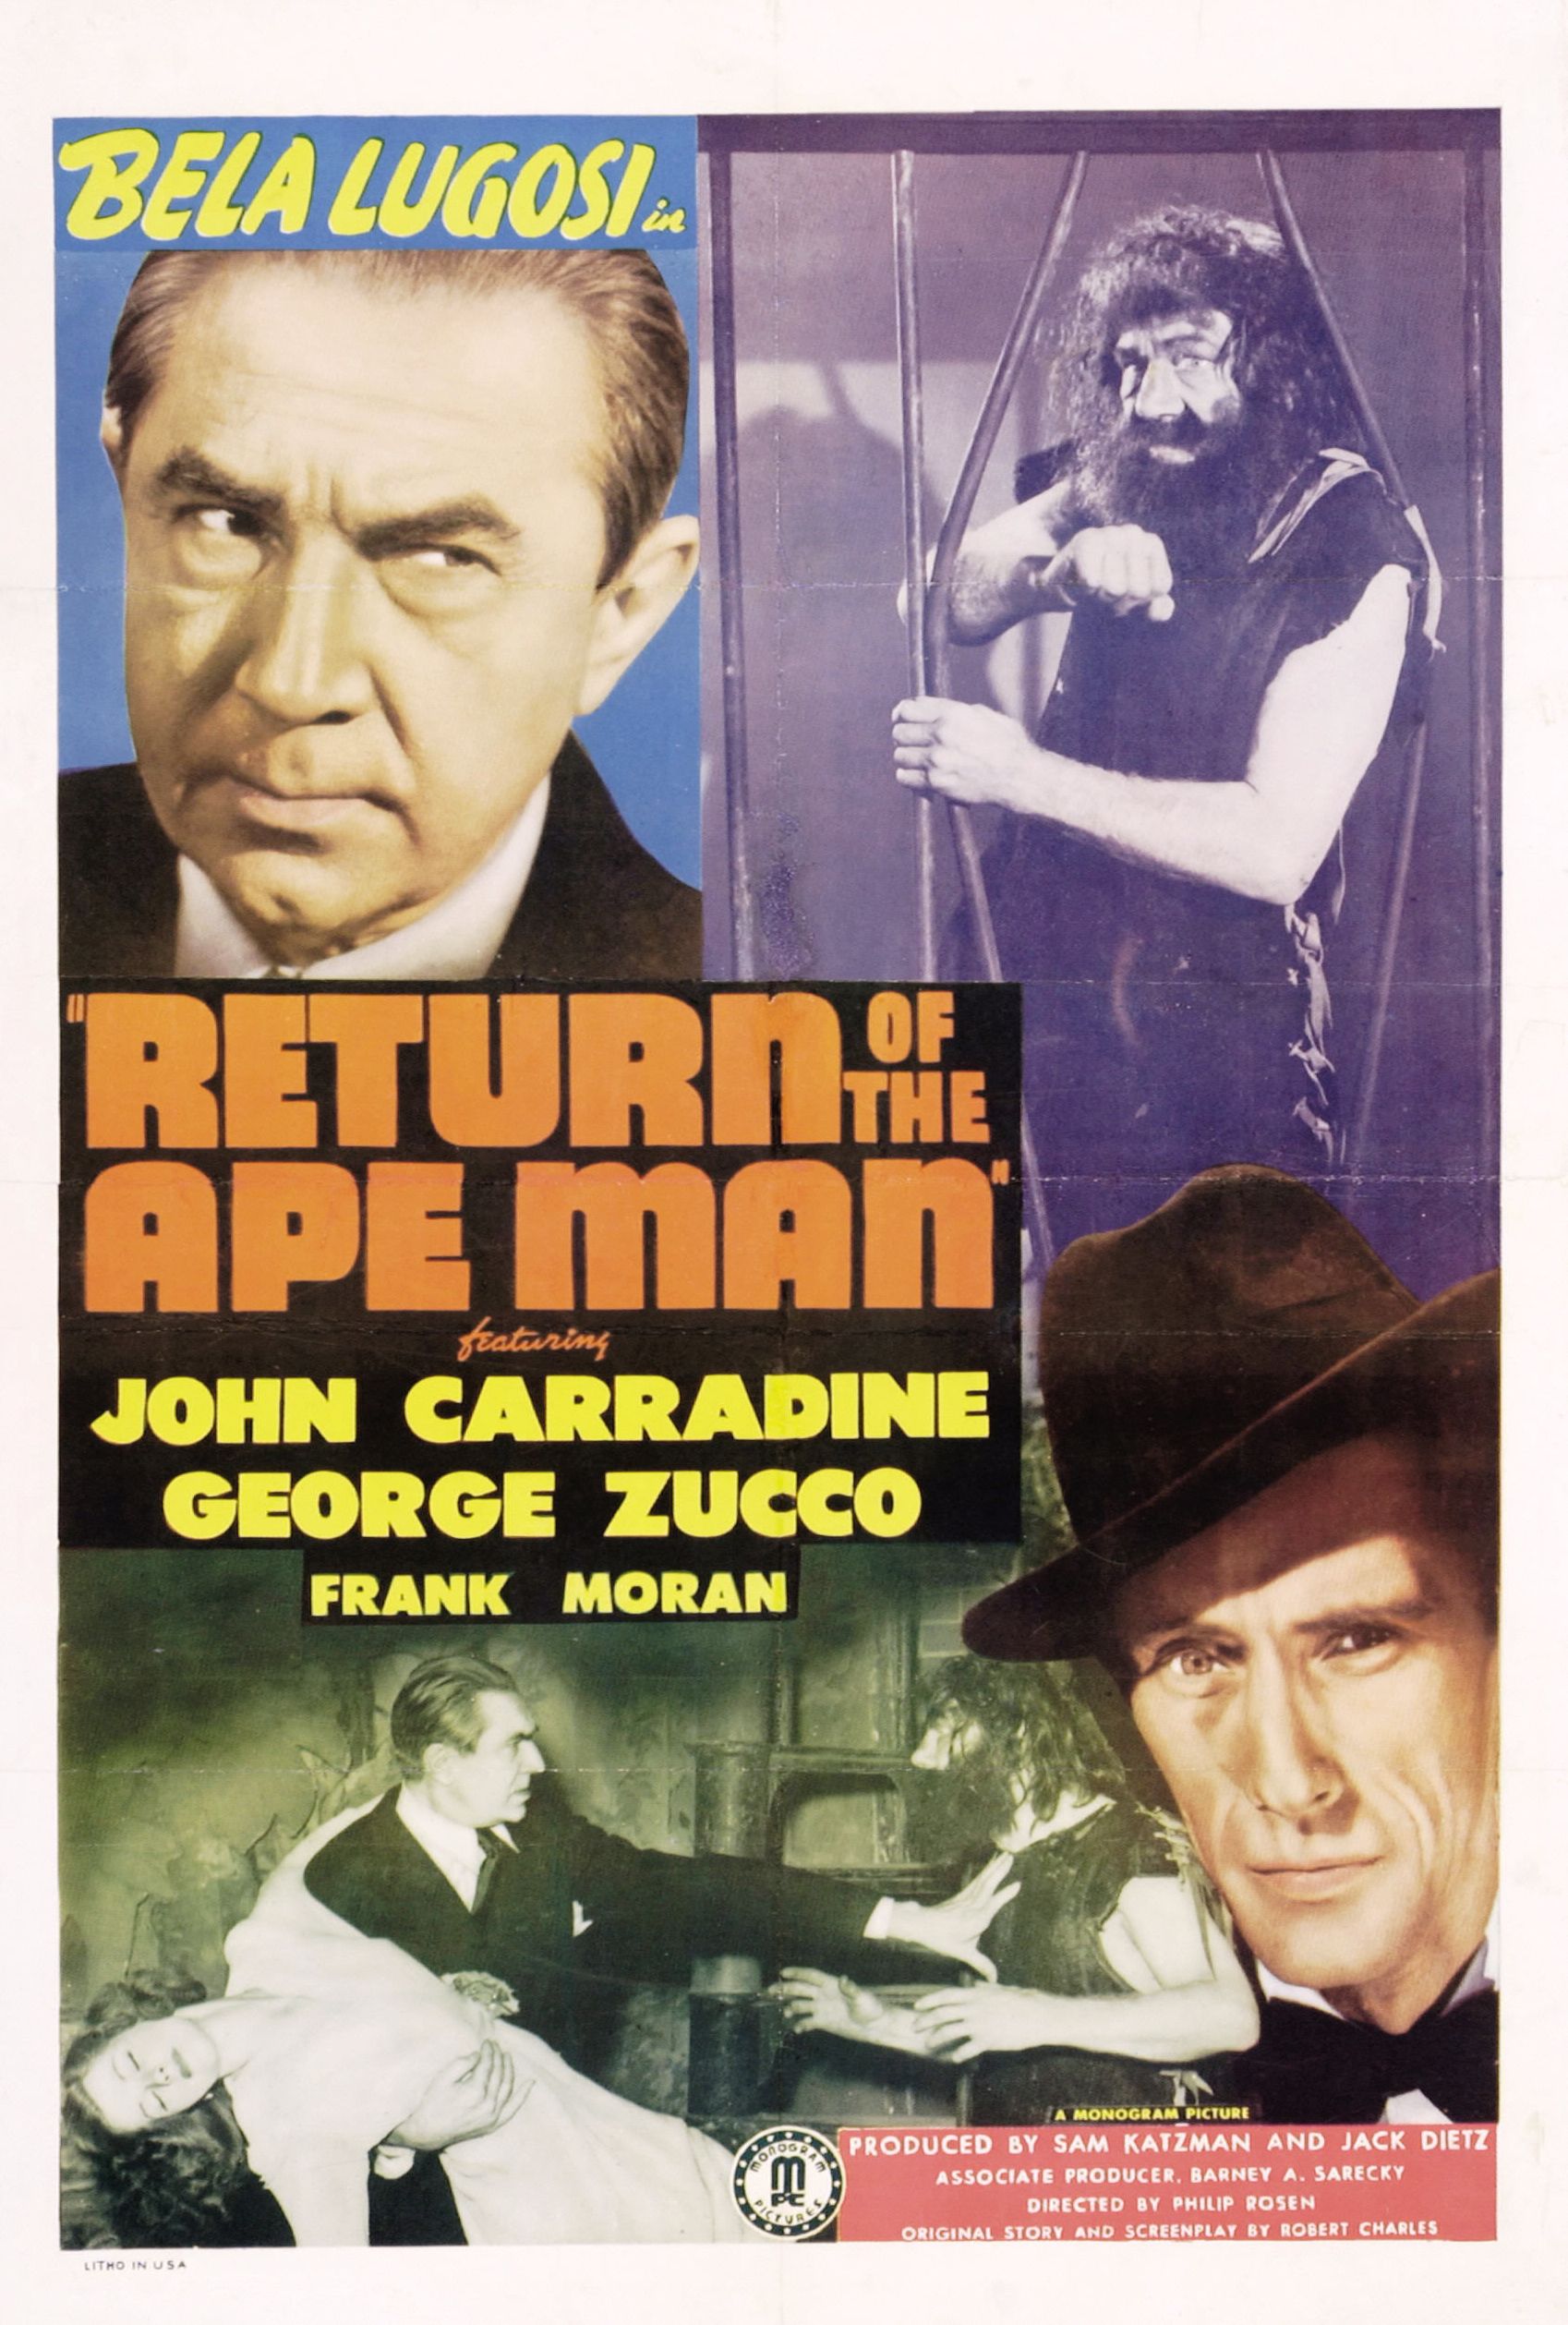 BELA LUGOSI in
"RETURN OF THE
APE MAN"
featuring
JOHN CARRADINE
GEORGE ZUCCO
FRANK MORAN
A MONOGRAM PICTURE
MONOGRAM
M
PC
PICTURES
PRODUCED BY SAM KATZMAN AND JACK DIETZ
ASSOCIATE PRODUCER, BARNEY A. SARECKY
DIRECTED BY PHILIP ROSEN
ORIGINAL STORY AND SCREENPLAY BY ROBERT CHARLES
LITHO IN USA